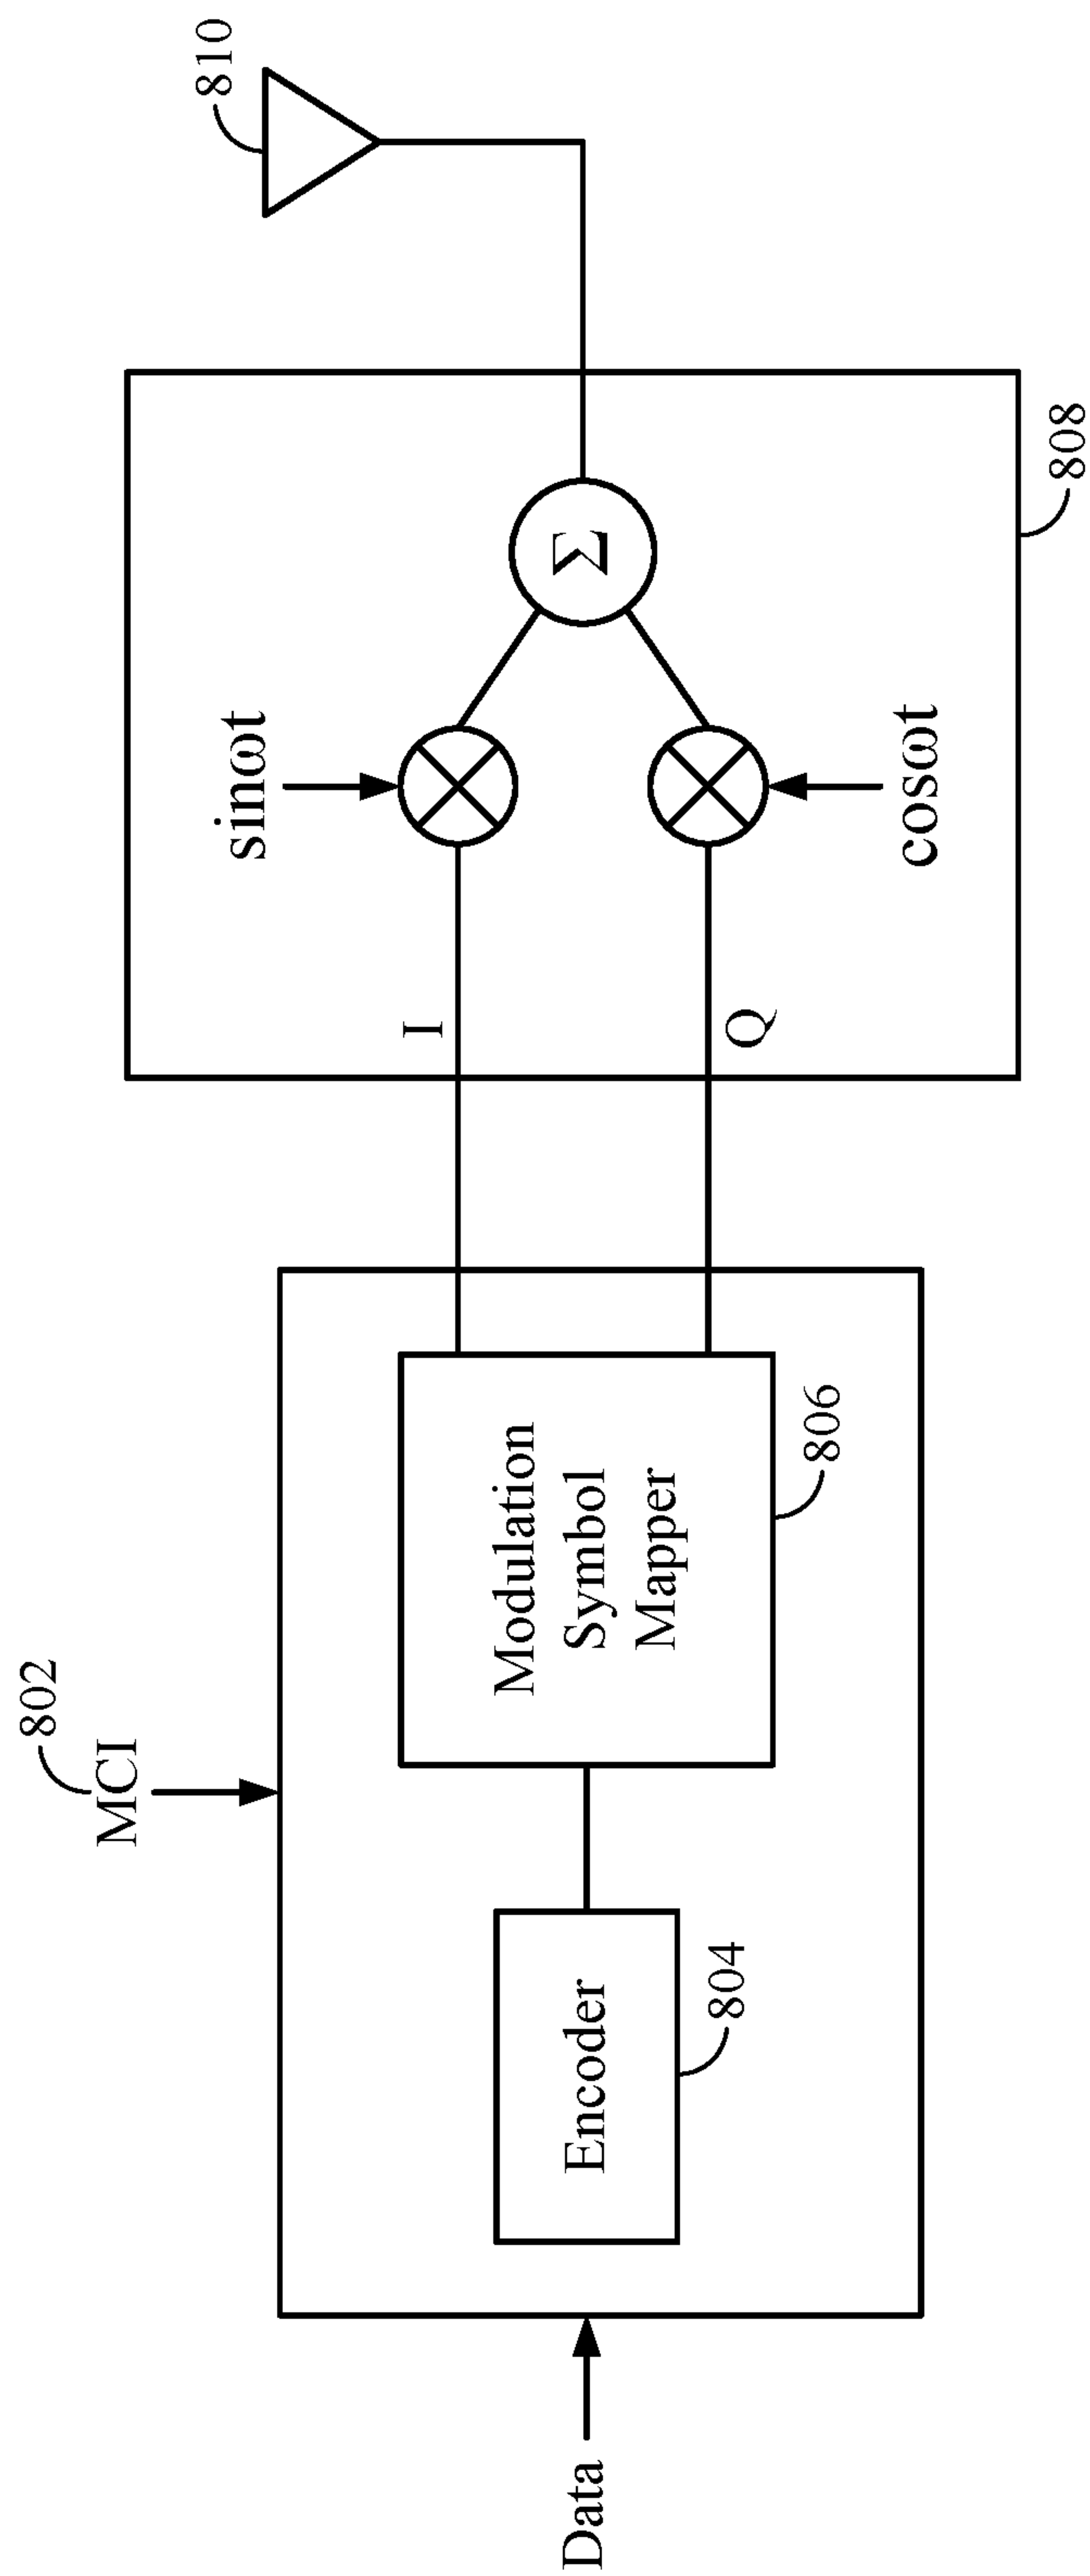 Data
MCI
802
Encoder
804
Modulation
Symbol
Mapper
806
I
Q
sinωt
cosωt
Σ
808
810